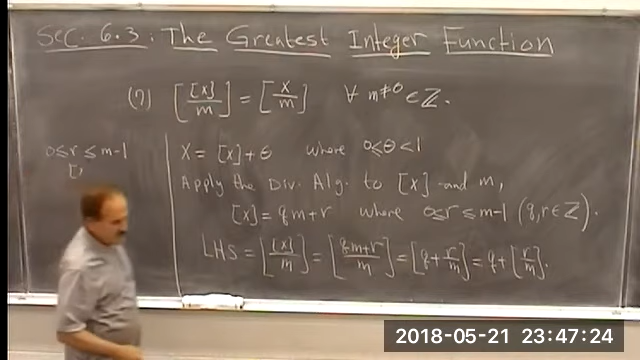 Sec. 6.3: The Greatest Integer Function
(7) [[x]/m] = [x/m] ∀ m≠0 ∈ ℤ.
0≤r≤m-1
X = [x] + θ where 0≤θ<1
Apply the Div. Alg. to [x] and m,
[x] = qm+r where 0≤r≤m-1 (q,r∈ℤ).
LHS = [[x]/m] = [(qm+r)/m] = [q + r/m] = q + [r/m].
2018-05-21 23:47:24